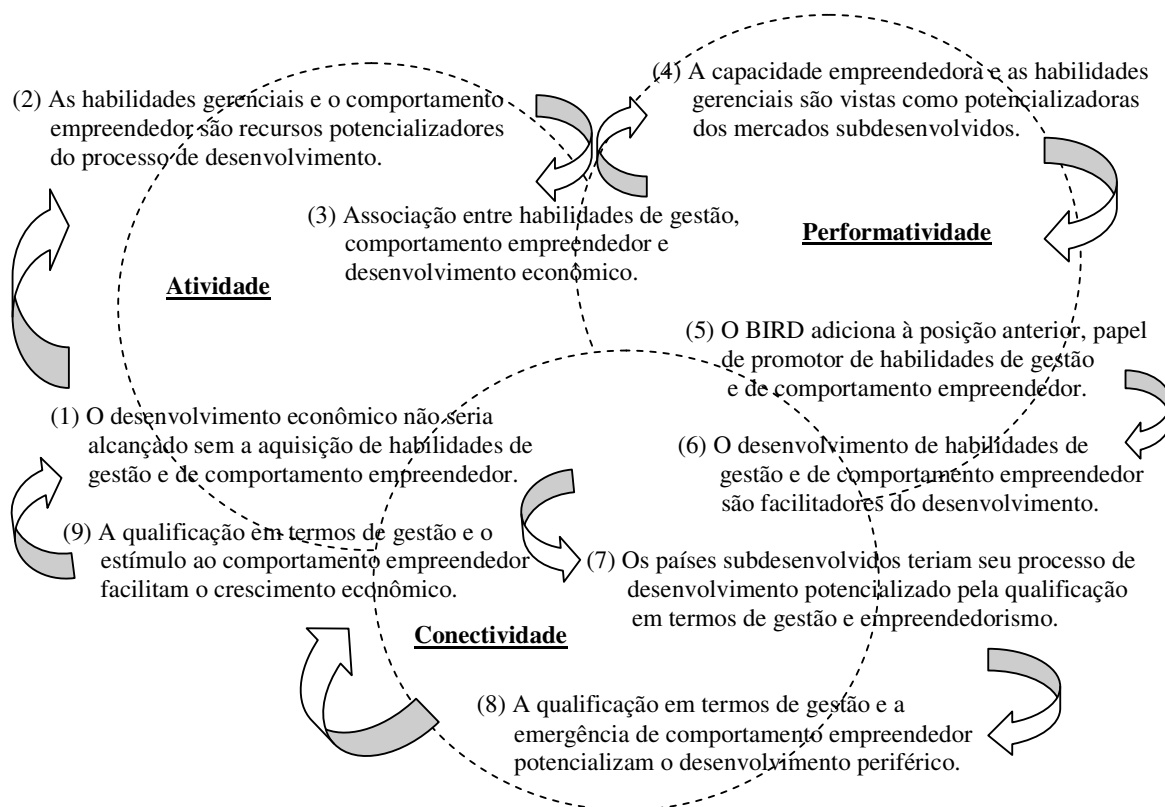 (2) As habilidades gerenciais e o comportamento
empreendedor são recursos potencializadores
do processo de desenvolvimento.
(4) A capacidade empreendedora e as habilidades
gerenciais são vistas como potencializadoras
dos mercados subdesenvolvidos.
(3) Associação entre habilidades de gestão,
comportamento empreendedor e
desenvolvimento econômico.
Performatividade
Atividade
(5) O BIRD adiciona à posição anterior, papel
de promotor de habilidades de gestão
e de comportamento empreendedor.
(1) O desenvolvimento econômico não seria
alcançado sem a aquisição de habilidades de
gestão e de comportamento empreendedor.
(6) O desenvolvimento de habilidades de
gestão e de comportamento empreendedor
são facilitadores do desenvolvimento.
(9) A qualificação em termos de gestão e o
estímulo ao comportamento empreendedor
facilitam o crescimento econômico.
(7) Os países subdesenvolvidos teriam seu processo de
desenvolvimento potencializado pela qualificação
em termos de gestão e empreendedorismo.
Conectividade
(8) A qualificação em termos de gestão e a
emergência de comportamento empreendedor
potencializam o desenvolvimento periférico.